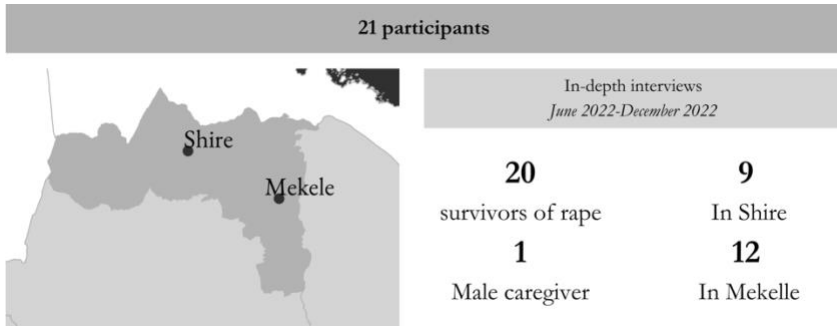 21 participants
Shire
Mekele
In-depth interviews
June 2022-December 2022
20
survivors of rape
9
In Shire
1
Male caregiver
12
In Mekelle